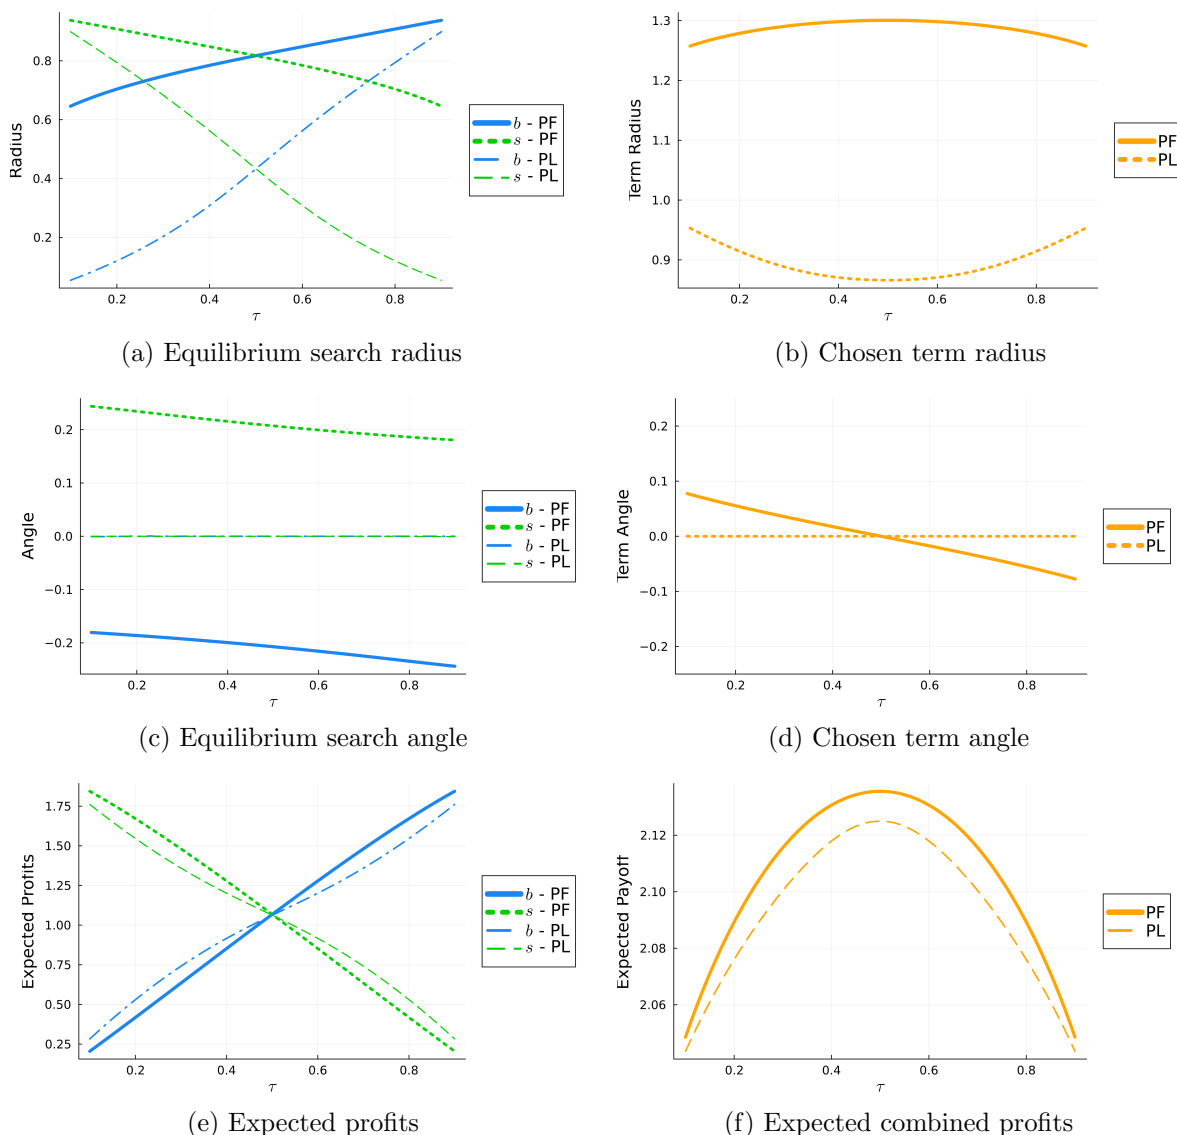 Radius
0.8
0.6
0.4
0.2
0.2 0.4 0.6 0.8
τ
b - PF
s - PF
b - PL
s - PL
(a) Equilibrium search radius
Term Radius
1.3
1.2
1.1
1.0
0.9
0.2 0.4 0.6 0.8
τ
PF
PL
(b) Chosen term radius
Angle
0.2
0.1
0.0
−0.1
−0.2
0.2 0.4 0.6 0.8
τ
b - PF
s - PF
b - PL
s - PL
(c) Equilibrium search angle
Term Angle
0.2
0.1
0.0
−0.1
−0.2
0.2 0.4 0.6 0.8
τ
PF
PL
(d) Chosen term angle
Expected Profits
1.75
1.50
1.25
1.00
0.75
0.50
0.25
0.2 0.4 0.6 0.8
τ
b - PF
s - PF
b - PL
s - PL
(e) Expected profits
Expected Payoff
2.12
2.10
2.08
2.06
0.2 0.4 0.6 0.8
τ
PF
PL
(f) Expected combined profits